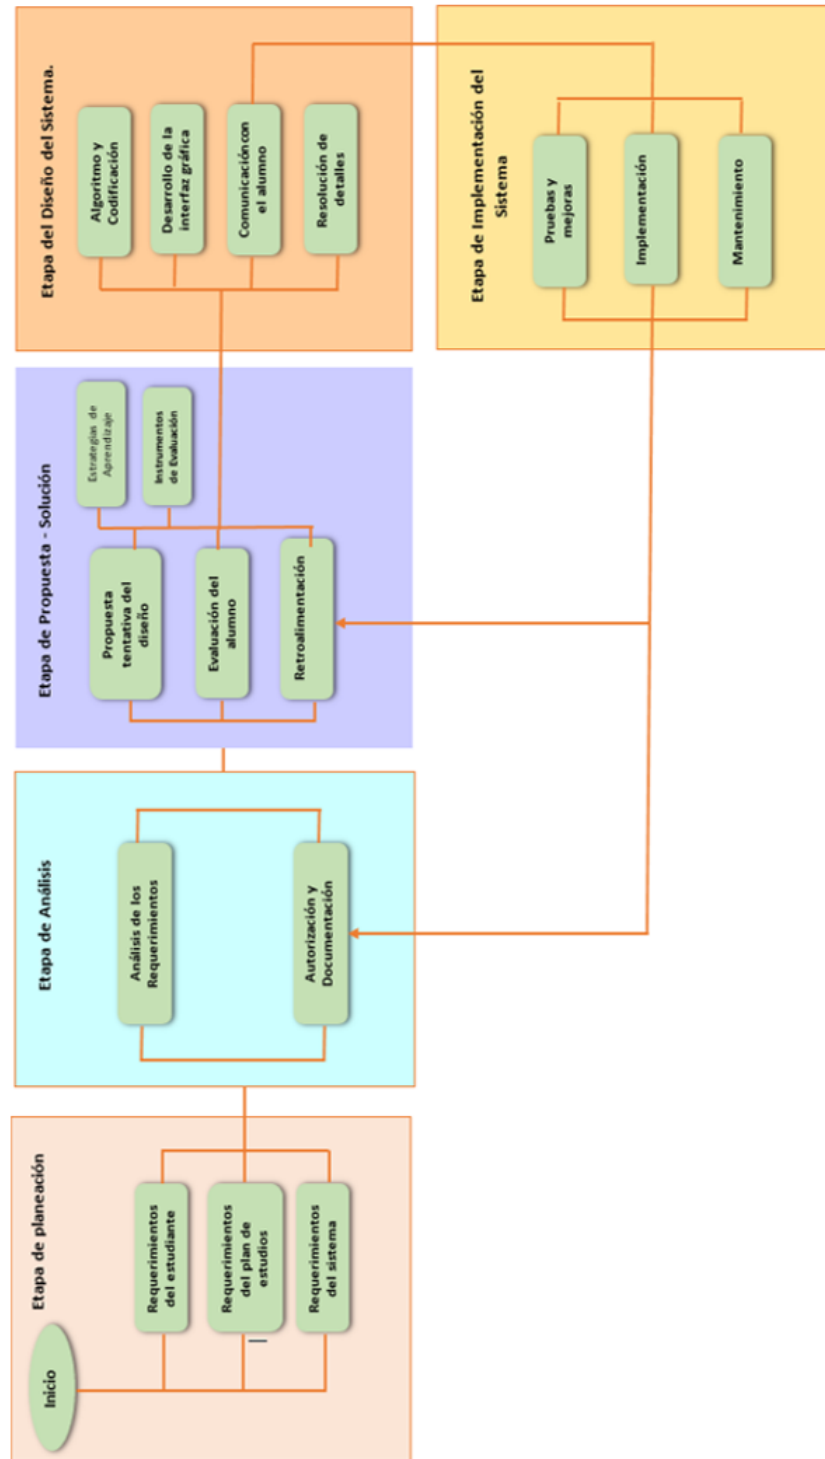 Etapa de planeación
Inicio
Requerimientos
del estudiante
Requerimientos
del plan de
estudios
Requerimientos
del sistema
Etapa de Análisis
Análisis de los
Requerimientos
Autorización y
Documentación
Etapa de Propuesta - Solución
Propuesta
tentativa del
diseño
Evaluación del
alumno
Retroalimentación
Estrategias de
Aprendizaje
Instrumentos
de Evaluación
Etapa del Diseño del Sistema.
Algoritmo y
Codificación
Desarrollo de la
interfaz gráfica
Comunicación con
el alumno
Resolución de
detalles
Etapa de Implementación del
Sistema
Pruebas y
mejoras
Implementación
Mantenimiento